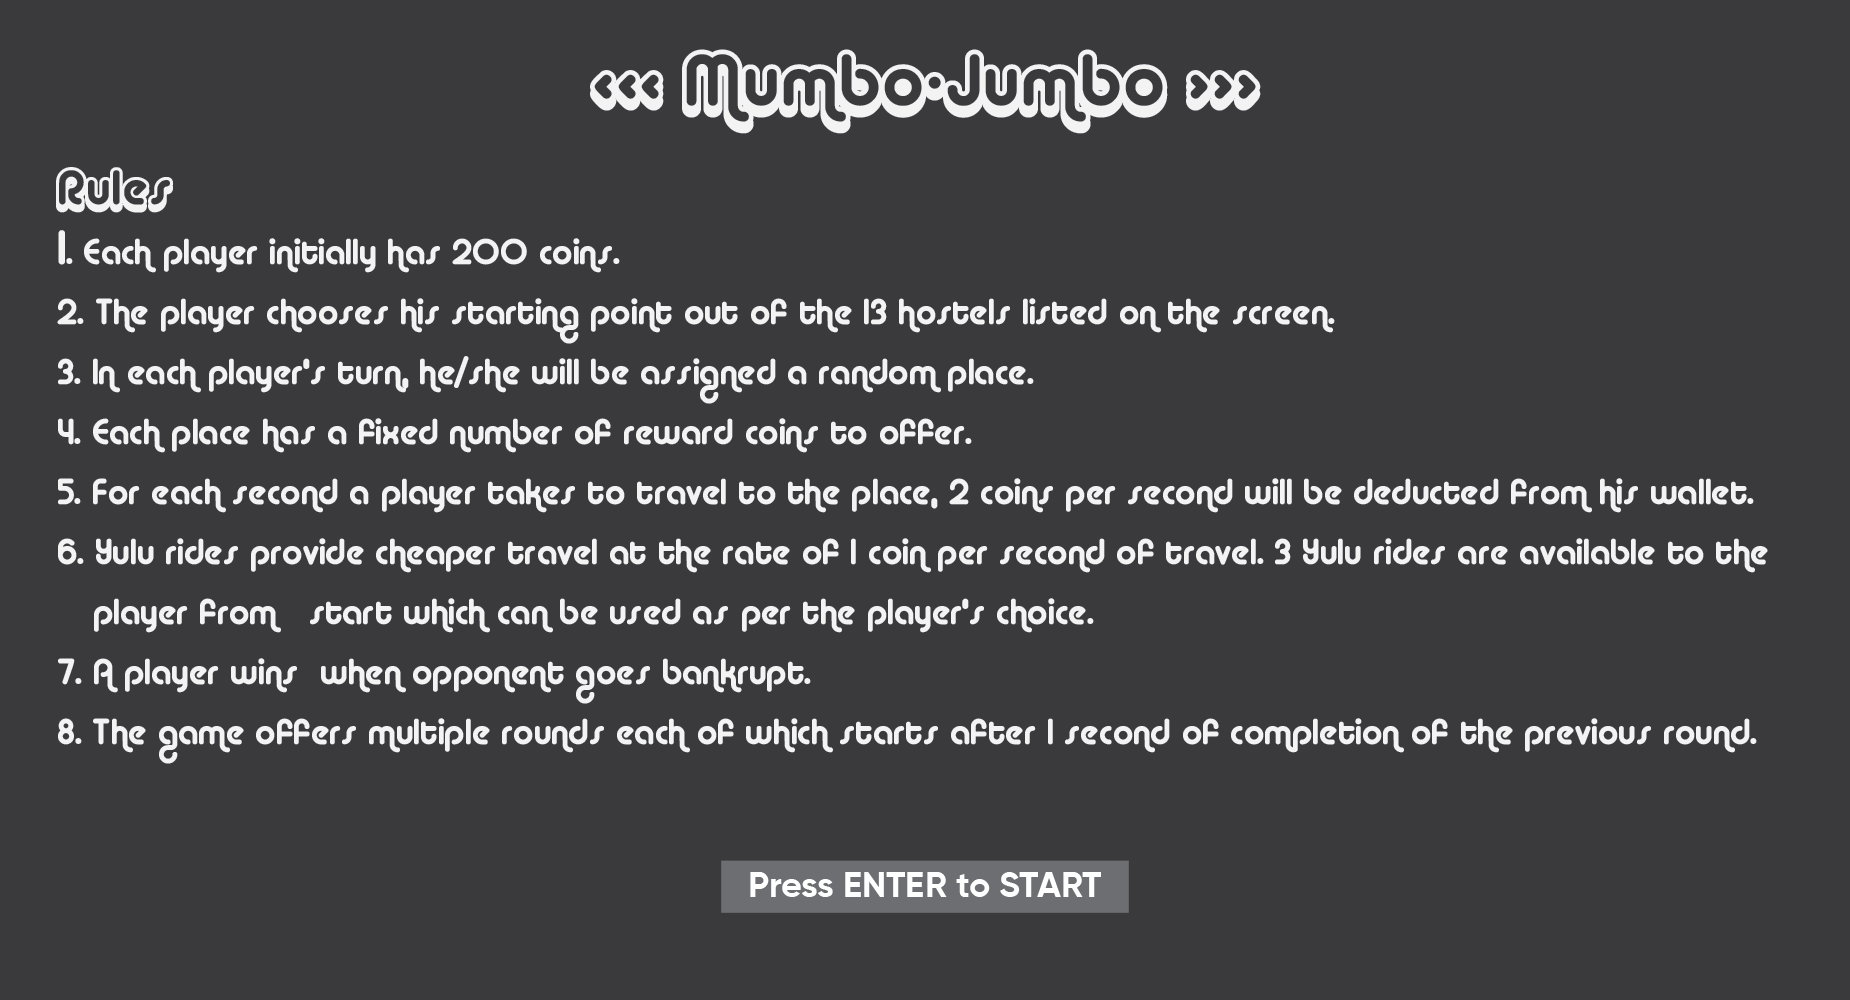 <<< Mumbo-Jumbo >>>
Rules
1. Each player initially has 200 coins.
2. The player chooses his starting point out of the 13 hostels listed on the screen.
3. In each player's turn, he/she will be assigned a random place.
4. Each place has a fixed number of reward coins to offer.
5. For each second a player takes to travel to the place, 2 coins per second will be deducted from his wallet.
6. Yulu rides provide cheaper travel at the rate of 1 coin per second of travel. 3 Yulu rides are available to the
player from start which can be used as per the player's choice.
7. A player wins when opponent goes bankrupt.
8. The game offers multiple rounds each of which starts after 1 second of completion of the previous round.
Press ENTER to START